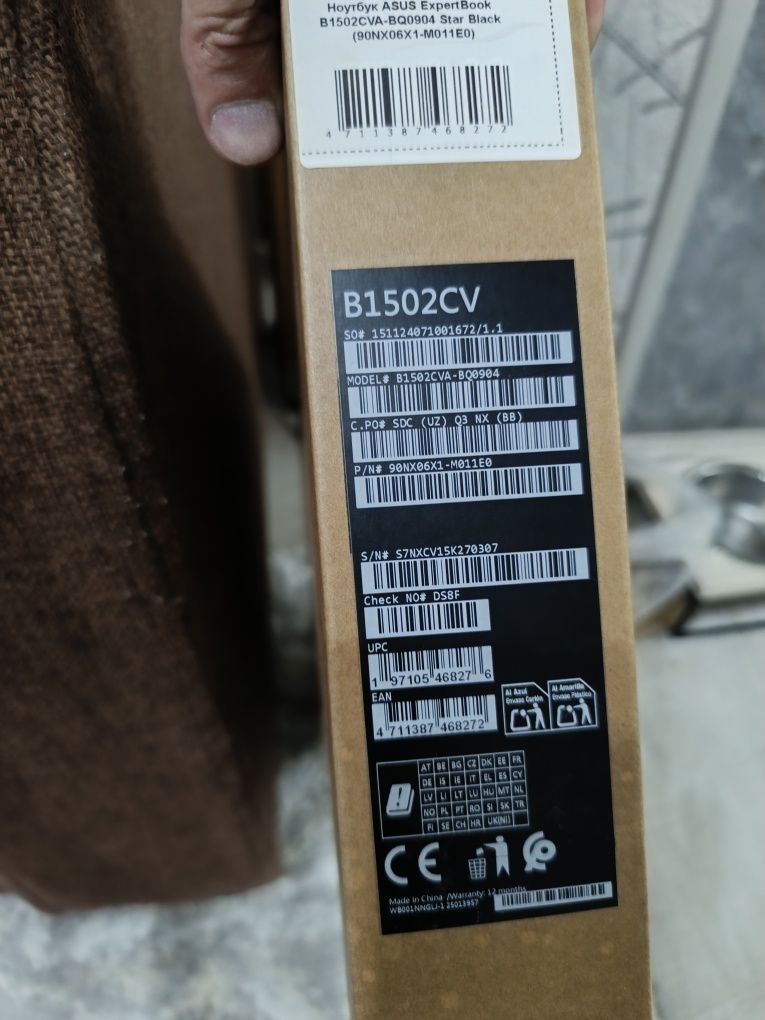 Ноутбук ASUS ExpertBook
B1502CVA-BQ0904 Star Black
(90NX06X1-M011E0)
4 711387 468272
B1502CV
SO# 151124071001672/1.1
MODEL# B1502CVA-BQ0904
C.PO# SDC (UZ) Q3 NX (BB)
P/N# 90NX06X1-M011E0
S/N# S7NXCV15K270307
Check NO# DS8F
UPC
1 97105 46827 6
EAN
4 711387 468272
Al Azul
Envase Cartón
Al Amarillo
Envase Plástico
AT BE BG CZ DK EE FR
DE IS IE IT EL ES CY
LV LI LT LU HU MT NL
NO PL PT RO SI SK TR
FI SE CH HR UK(NI)
CE
Made in China /Warranty: 12 months
WB001NNGLJ-1 25013957